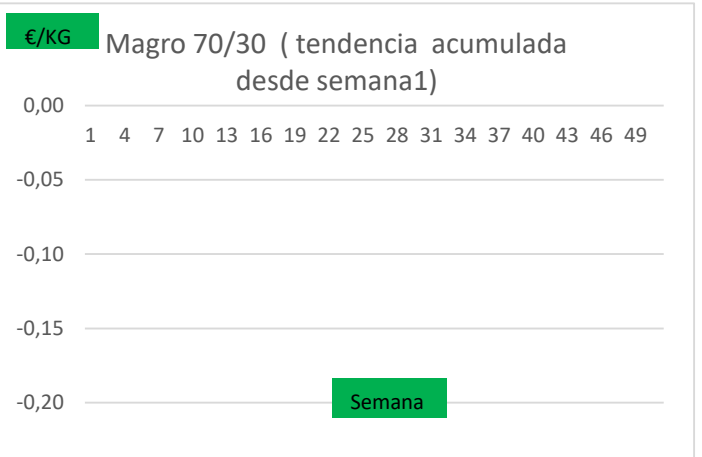 €/KG
Magro 70/30 ( tendencia acumulada
desde semana1)
0,00
1 4 7 10 13 16 19 22 25 28 31 34 37 40 43 46 49
-0,05
-0,10
-0,15
-0,20
Semana